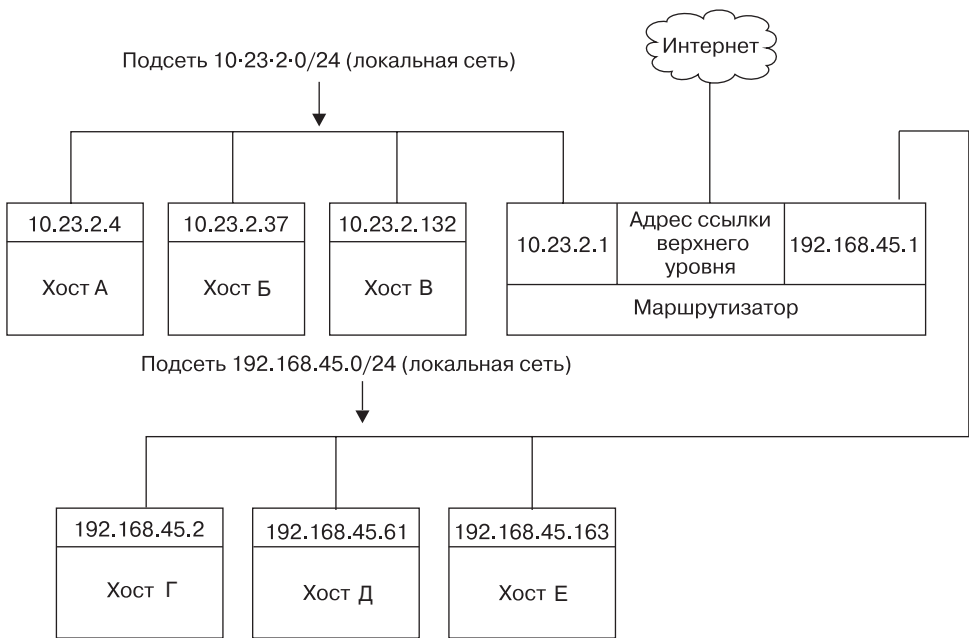 Интернет
Подсеть 10·23·2·0/24 (локальная сеть)
10.23.2.4
Хост А
10.23.2.37
Хост Б
10.23.2.132
Хост В
10.23.2.1
Адрес ссылки
верхнего
уровня
192.168.45.1
Маршрутизатор
Подсеть 192.168.45.0/24 (локальная сеть)
192.168.45.2
Хост Г
192.168.45.61
Хост Д
192.168.45.163
Хост Е